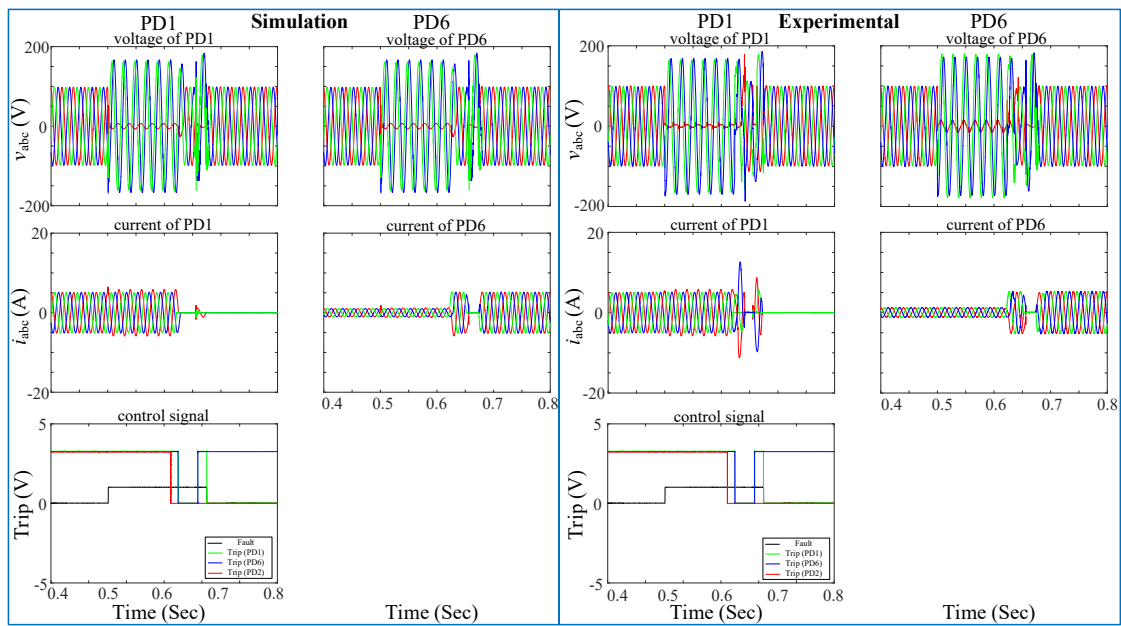 PD1 Simulation PD6
voltage of PD1 voltage of PD6
200
0
-200
v_abc (V)
current of PD1 current of PD6
20
0
-20
i_abc (A)
0.4 0.5 0.6 0.7 0.8
control signal
5
0
-5
Trip (V)
Fault
Trip (PD1)
Trip (PD6)
Trip (PD2)
0.4 0.5 0.6 0.7 0.8
Time (Sec) Time (Sec)
PD1 Experimental PD6
voltage of PD1 voltage of PD6
200
0
-200
v_abc (V)
current of PD1 current of PD6
20
0
-20
i_abc (A)
0.4 0.5 0.6 0.7 0.8
control signal
5
0
-5
Trip (V)
Fault
Trip (PD1)
Trip (PD6)
Trip (PD2)
0.4 0.5 0.6 0.7 0.8
Time (Sec) Time (Sec)